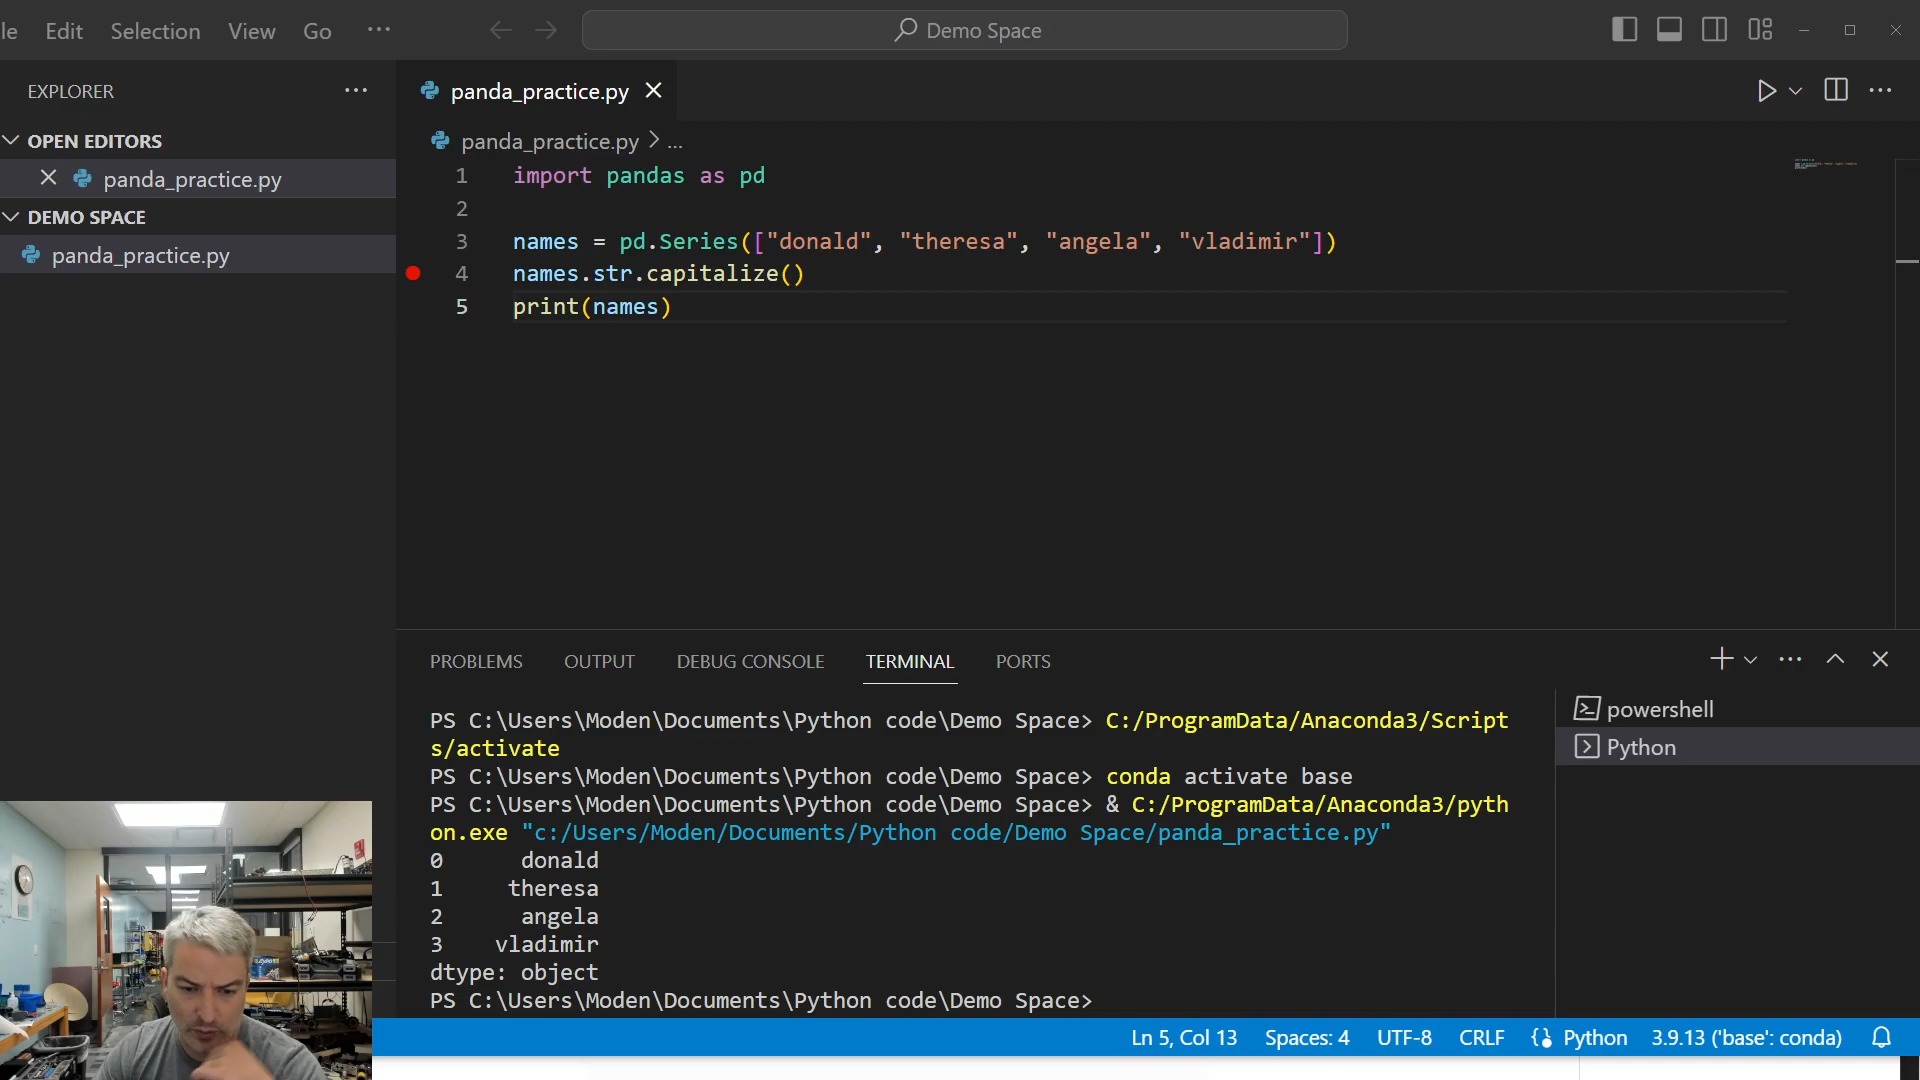 le Edit Selection View Go ...
Demo Space
EXPLORER
OPEN EDITORS
panda_practice.py
DEMO SPACE
panda_practice.py
panda_practice.py
panda_practice.py > ...
1 import pandas as pd
2
3 names = pd.Series(["donald", "theresa", "angela", "vladimir"])
4 names.str.capitalize()
5 print(names)
PROBLEMS OUTPUT DEBUG CONSOLE TERMINAL PORTS
PS C:\Users\Moden\Documents\Python code\Demo Space> C:/ProgramData/Anaconda3/Script
s/activate
PS C:\Users\Moden\Documents\Python code\Demo Space> conda activate base
PS C:\Users\Moden\Documents\Python code\Demo Space> & C:/ProgramData/Anaconda3/pyth
on.exe "c:/Users/Moden/Documents/Python code/Demo Space/panda_practice.py"
0 donald
1 theresa
2 angela
3 vladimir
dtype: object
PS C:\Users\Moden\Documents\Python code\Demo Space>
powershell
Python
Ln 5, Col 13 Spaces: 4 UTF-8 CRLF Python 3.9.13 ('base': conda)